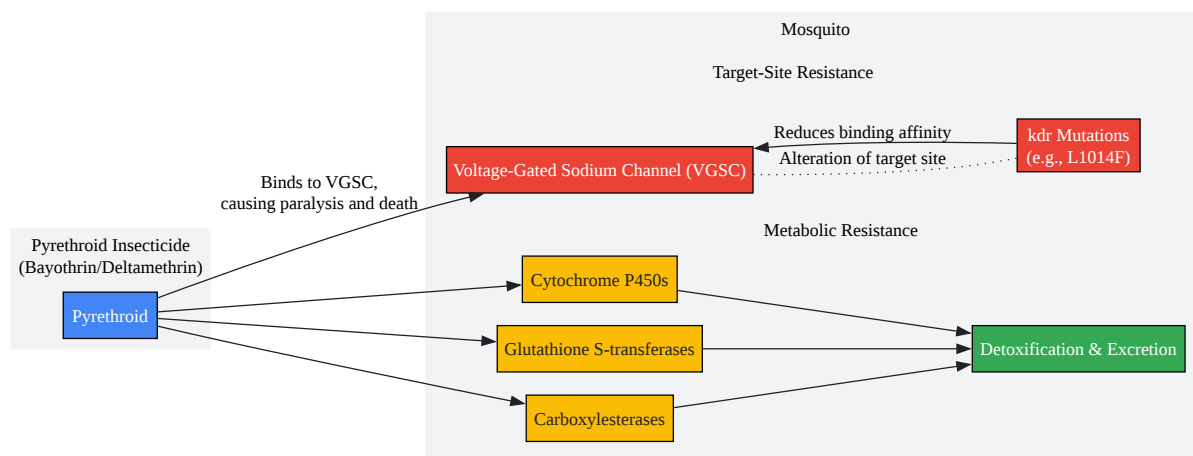 Mosquito
Target-Site Resistance
Reduces binding affinity
kdr Mutations
(e.g., L1014F)
Alteration of target site
Voltage-Gated Sodium Channel (VGSC)
Binds to VGSC,
causing paralysis and death
Metabolic Resistance
Pyrethroid Insecticide
(Bayothrin/Deltamethrin)
Pyrethroid
Cytochrome P450s
Glutathione S-transferases
Detoxification & Excretion
Carboxylesterases